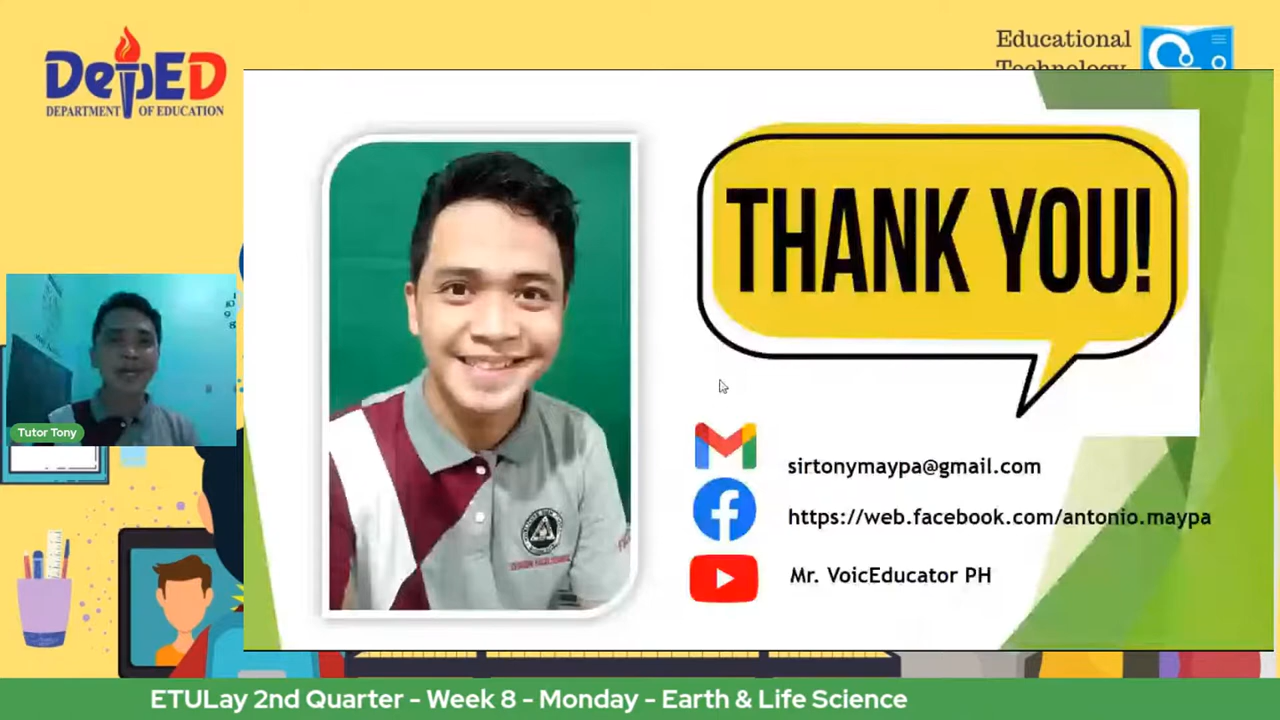 DepED
DEPARTMENT OF EDUCATION
Educational
Technology
THANK YOU!
sirtonymaypa@gmail.com
https://web.facebook.com/antonio.maypa
Mr. VoicEducator PH
Tutor Tony
ETULay 2nd Quarter - Week 8 - Monday - Earth & Life Science